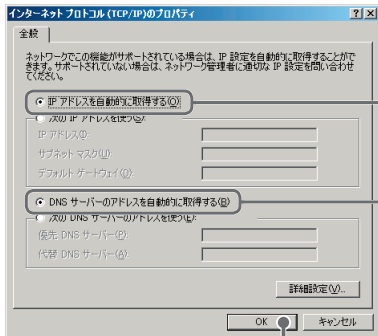 インターネット プロトコル (TCP/IP)のプロパティ
全般
ネットワークでこの機能がサポートされている場合は、IP 設定を自動的に取得することがで
きます。サポートされていない場合は、ネットワーク管理者に適切な IP 設定を問い合わせ
てください。
IP アドレスを自動的に取得する(O)
次の IP アドレスを使う(S):
IP アドレス(I):
サブネット マスク(U):
デフォルト ゲートウェイ(D):
DNS サーバーのアドレスを自動的に取得する(B)
次の DNS サーバーのアドレスを使う(E):
優先 DNS サーバー(P):
代替 DNS サーバー(A):
詳細設定(V)...
OK
キャンセル